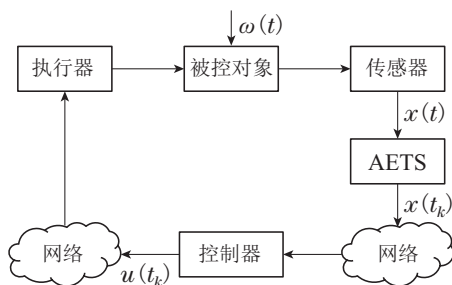 ω(t)
执行器
被控对象
传感器
x(t)
AETS
x(t_k)
网络
控制器
网络
u(t_k)